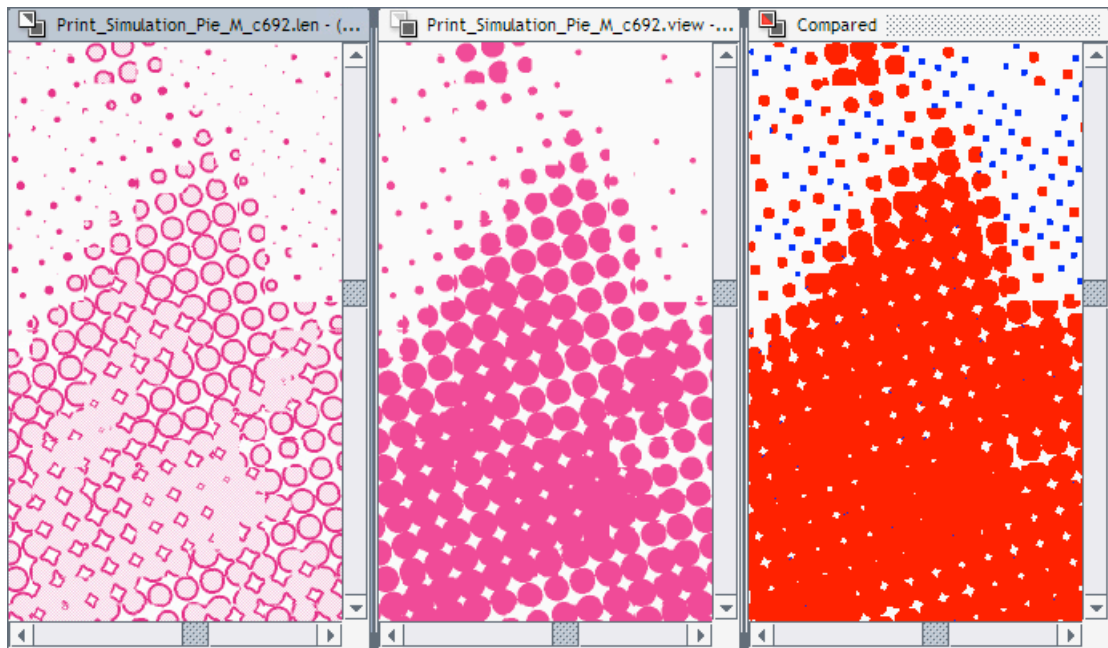 Print_Simulation_Pie_M_c692.len - (...
Print_Simulation_Pie_M_c692.view -...
Compared